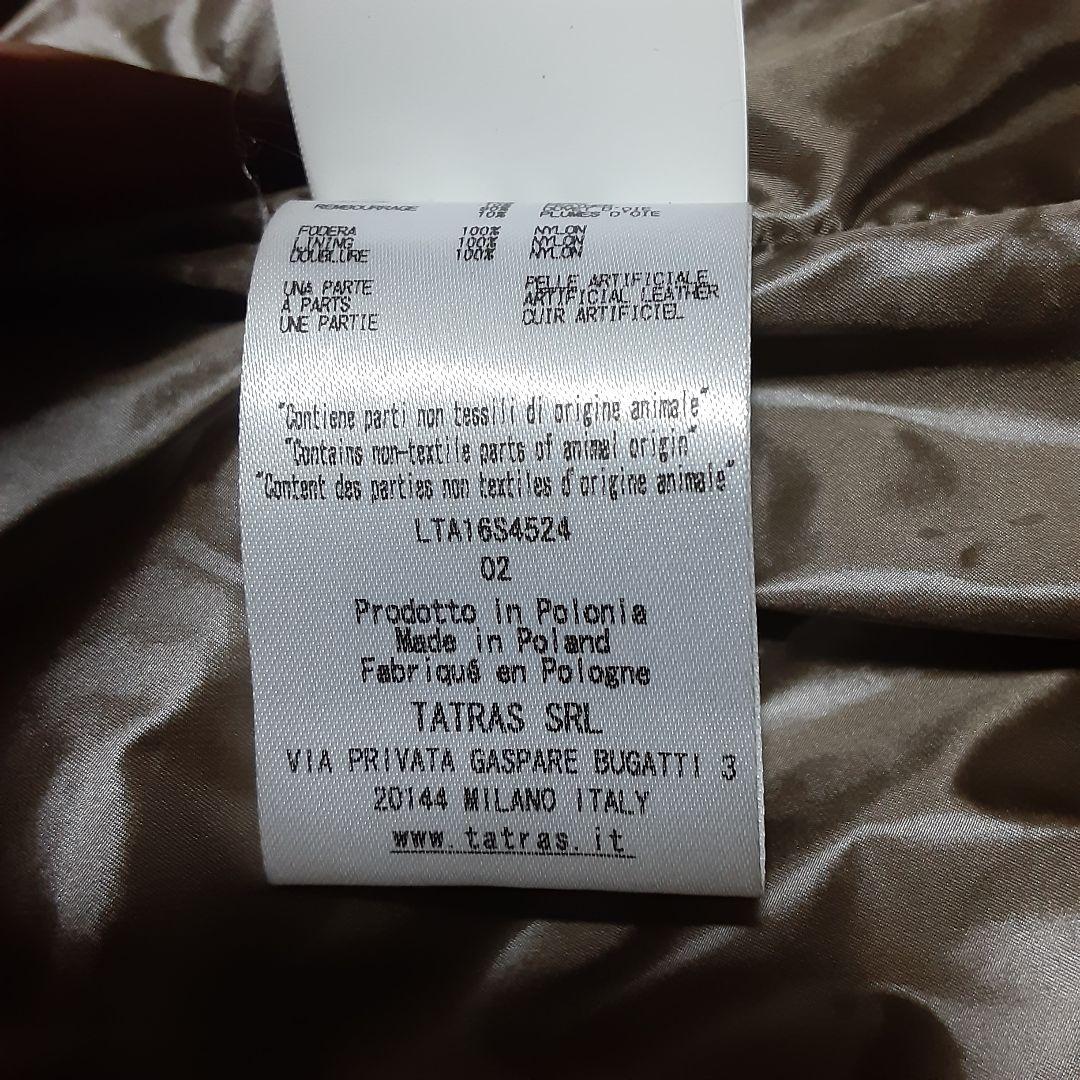 REMBOURRAGE 10% PLUMES D'OIE
FODERA 100% NYLON
LINING 100% NYLON
DOUBLURE 100% NYLON
UNA PARTE PELLE ARTIFICIALE
A PARTS ARTIFICIAL LEATHER
UNE PARTIE CUIR ARTIFICIEL
"Contiene parti non tessili di origine animale"
"Contains non-textile parts of animal origin"
"Content des parties non textiles d'origine animale"
LTA16S4524
02
Prodotto in Polonia
Made in Poland
Fabriqué en Pologne
TATRAS SRL
VIA PRIVATA GASPARE BUGATTI 3
20144 MILANO ITALY
www.tatras.it